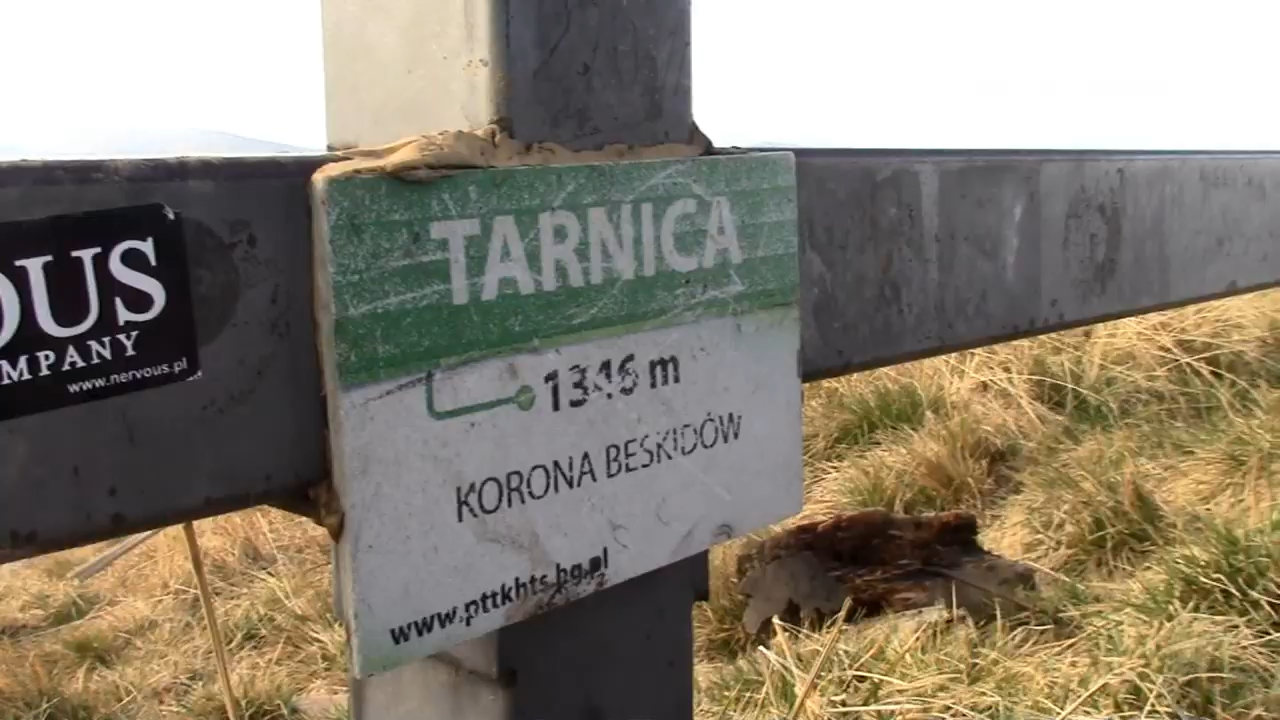 OUS
MPANY
www.nervous.pl
TARNICA
1346 m
KORONA BESKIDÓW
www.pttkhts.bg.pl